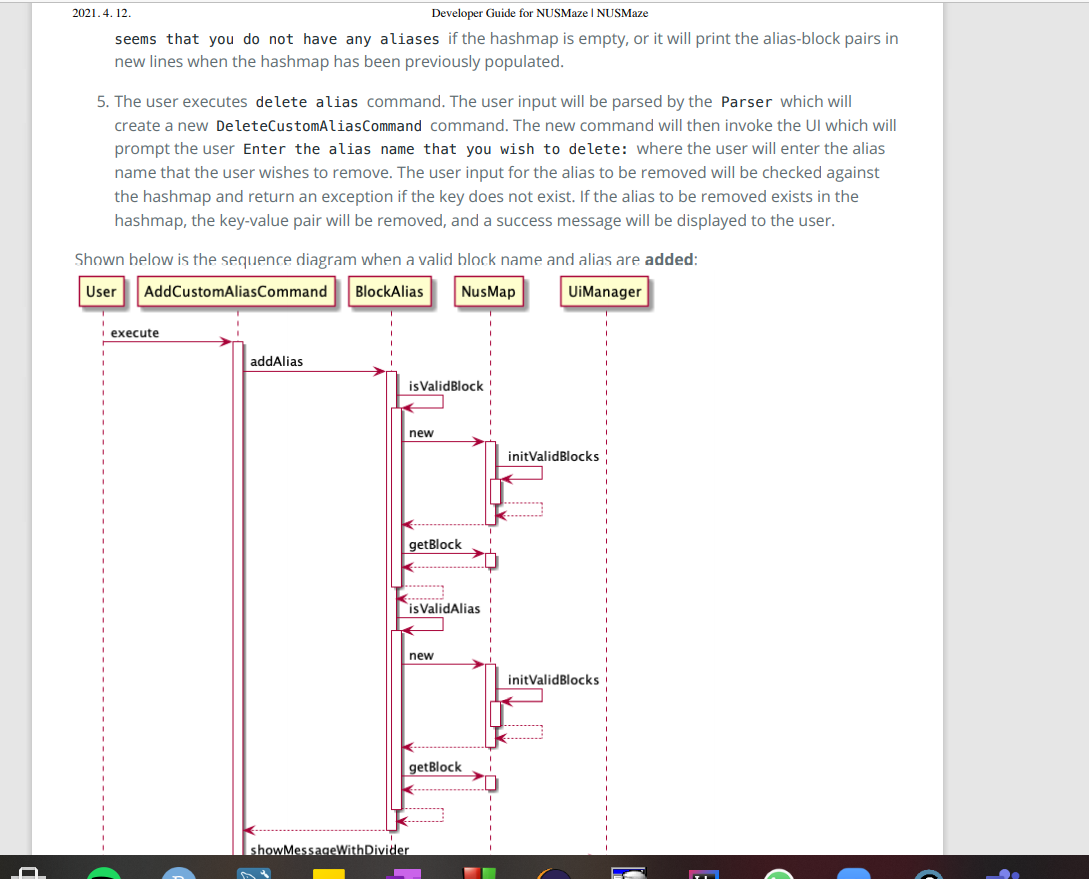 2021. 4. 12.
Developer Guide for NUSMaze | NUSMaze
seems that you do not have any aliases if the hashmap is empty, or it will print the alias-block pairs in
new lines when the hashmap has been previously populated.
5. The user executes delete alias command. The user input will be parsed by the Parser which will
create a new DeleteCustomAliasCommand command. The new command will then invoke the UI which will
prompt the user Enter the alias name that you wish to delete: where the user will enter the alias
name that the user wishes to remove. The user input for the alias to be removed will be checked against
the hashmap and return an exception if the key does not exist. If the alias to be removed exists in the
hashmap, the key-value pair will be removed, and a success message will be displayed to the user.
Shown below is the sequence diagram when a valid block name and alias are added:
User
AddCustomAliasCommand
BlockAlias
NusMap
UiManager
execute
addAlias
isValidBlock
new
initValidBlocks
getBlock
isValidAlias
new
initValidBlocks
getBlock
showMessageWithDivider